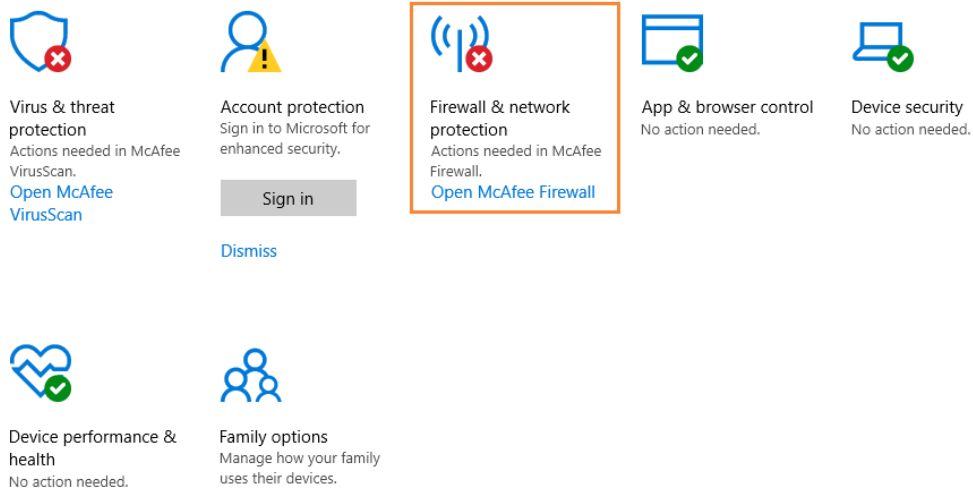 Virus & threat
protection
Actions needed in McAfee
VirusScan.
Open McAfee
VirusScan
Account protection
Sign in to Microsoft for
enhanced security.
Sign in
Dismiss
Firewall & network
protection
Actions needed in McAfee
Firewall.
Open McAfee Firewall
App & browser control
No action needed.
Device security
No action needed.
Device performance &
health
No action needed.
Family options
Manage how your family
uses their devices.